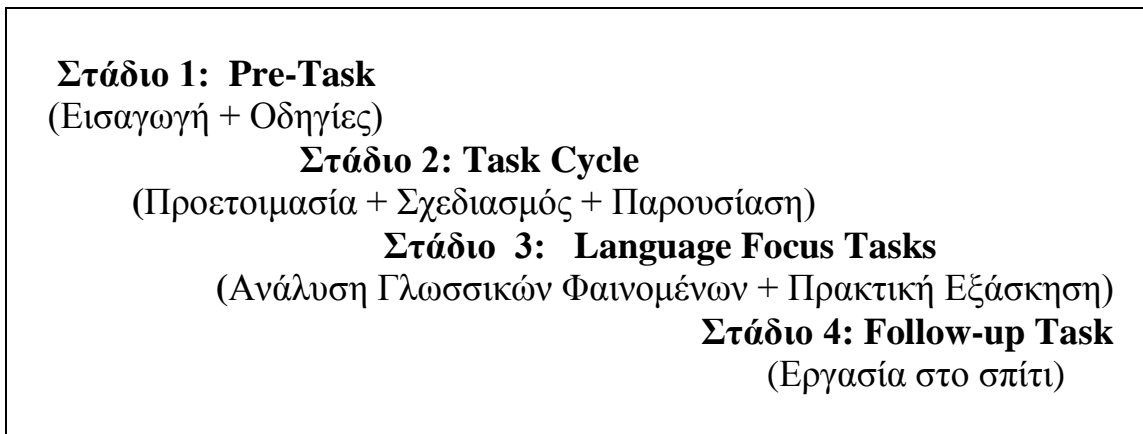 Στάδιο 1: Pre-Task
(Εισαγωγή + Οδηγίες)
Στάδιο 2: Task Cycle
(Προετοιμασία + Σχεδιασμός + Παρουσίαση)
Στάδιο 3: Language Focus Tasks
(Ανάλυση Γλωσσικών Φαινομένων + Πρακτική Εξάσκηση)
Στάδιο 4: Follow-up Task
(Εργασία στο σπίτι)